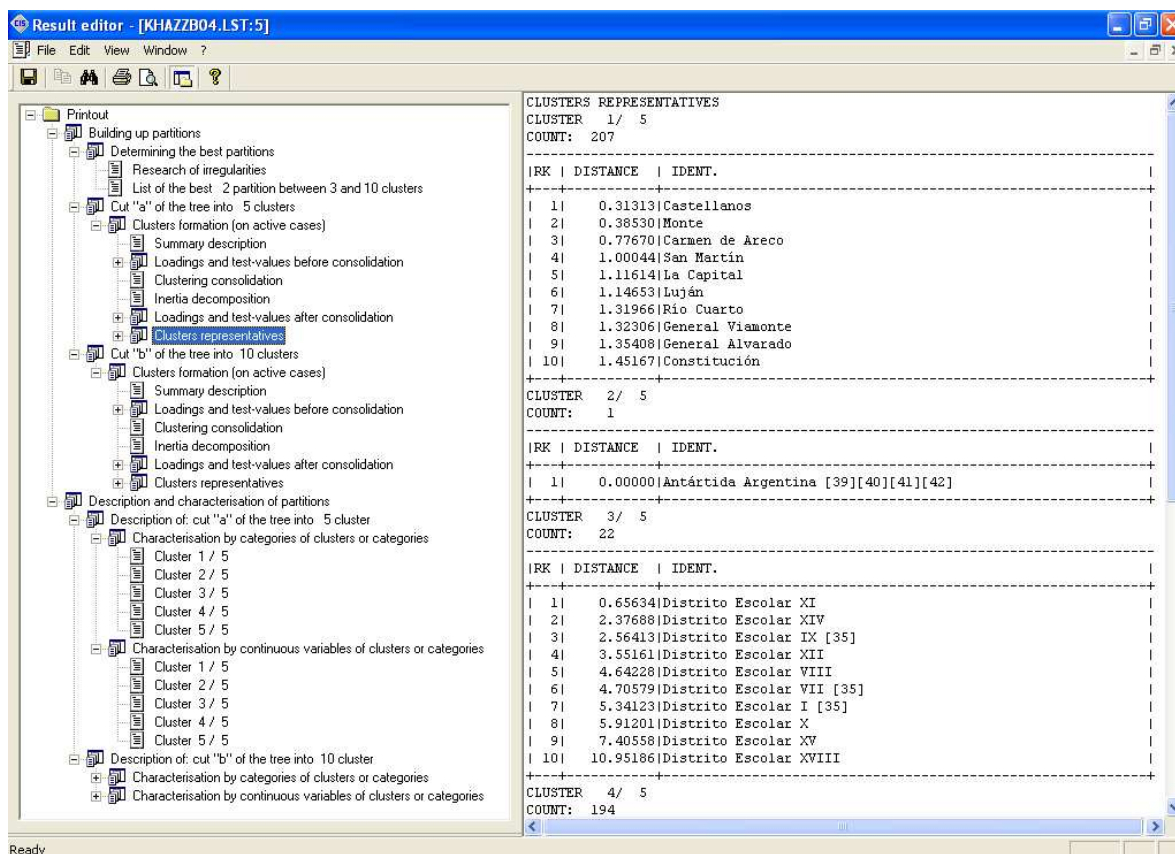 CIS Result editor - [KHAZZB04.LST:5]
File Edit View Window ?
Printout
Building up partitions
Determining the best partitions
Research of irregularities
List of the best 2 partition between 3 and 10 clusters
Cut "a" of the tree into 5 clusters
Clusters formation (on active cases)
Summary description
Loadings and test-values before consolidation
Clustering consolidation
Inertia decomposition
Loadings and test-values after consolidation
Clusters representatives
Cut "b" of the tree into 10 clusters
Clusters formation (on active cases)
Summary description
Loadings and test-values before consolidation
Clustering consolidation
Inertia decomposition
Loadings and test-values after consolidation
Clusters representatives
Description and characterisation of partitions
Description of: cut "a" of the tree into 5 cluster
Characterisation by categories of clusters or categories
Cluster 1 / 5
Cluster 2 / 5
Cluster 3 / 5
Cluster 4 / 5
Cluster 5 / 5
Characterisation by continuous variables of clusters or categories
Cluster 1 / 5
Cluster 2 / 5
Cluster 3 / 5
Cluster 4 / 5
Cluster 5 / 5
Description of: cut "b" of the tree into 10 cluster
Characterisation by categories of clusters or categories
Characterisation by continuous variables of clusters or categories
CLUSTERS REPRESENTATIVES
CLUSTER 1/ 5
COUNT: 207
|RK | DISTANCE | IDENT. |
| 1| 0.31313|Castellanos |
| 2| 0.38530|Monte |
| 3| 0.77670|Carmen de Areco |
| 4| 1.00044|San Martín |
| 5| 1.11614|La Capital |
| 6| 1.14653|Luján |
| 7| 1.31966|Río Cuarto |
| 8| 1.32306|General Viamonte |
| 9| 1.35408|General Alvarado |
| 10| 1.45167|Constitución |
CLUSTER 2/ 5
COUNT: 1
|RK | DISTANCE | IDENT. |
| 1| 0.00000|Antártida Argentina [39][40][41][42] |
CLUSTER 3/ 5
COUNT: 22
|RK | DISTANCE | IDENT. |
| 1| 0.65634|Distrito Escolar XI |
| 2| 2.37688|Distrito Escolar XIV |
| 3| 2.56413|Distrito Escolar IX [35] |
| 4| 3.55161|Distrito Escolar XII |
| 5| 4.64228|Distrito Escolar VIII |
| 6| 4.70579|Distrito Escolar VII [35] |
| 7| 5.34123|Distrito Escolar I [35] |
| 8| 5.91201|Distrito Escolar X |
| 9| 7.40558|Distrito Escolar XV |
| 10| 10.95186|Distrito Escolar XVIII |
CLUSTER 4/ 5
COUNT: 194
Ready